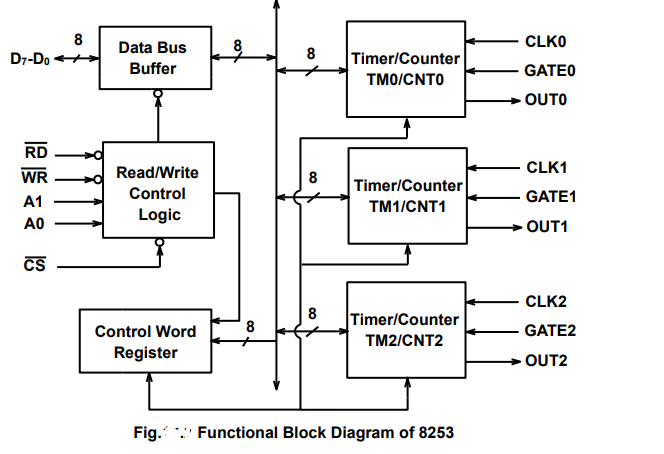 8
D7-D0
Data Bus
Buffer
8
8
Timer/Counter
TM0/CNT0
CLK0
GATE0
OUT0
RD
WR
A1
A0
CS
Read/Write
Control
Logic
8
Timer/Counter
TM1/CNT1
CLK1
GATE1
OUT1
Control Word
Register
8
8
Timer/Counter
TM2/CNT2
CLK2
GATE2
OUT2
Fig. Functional Block Diagram of 8253